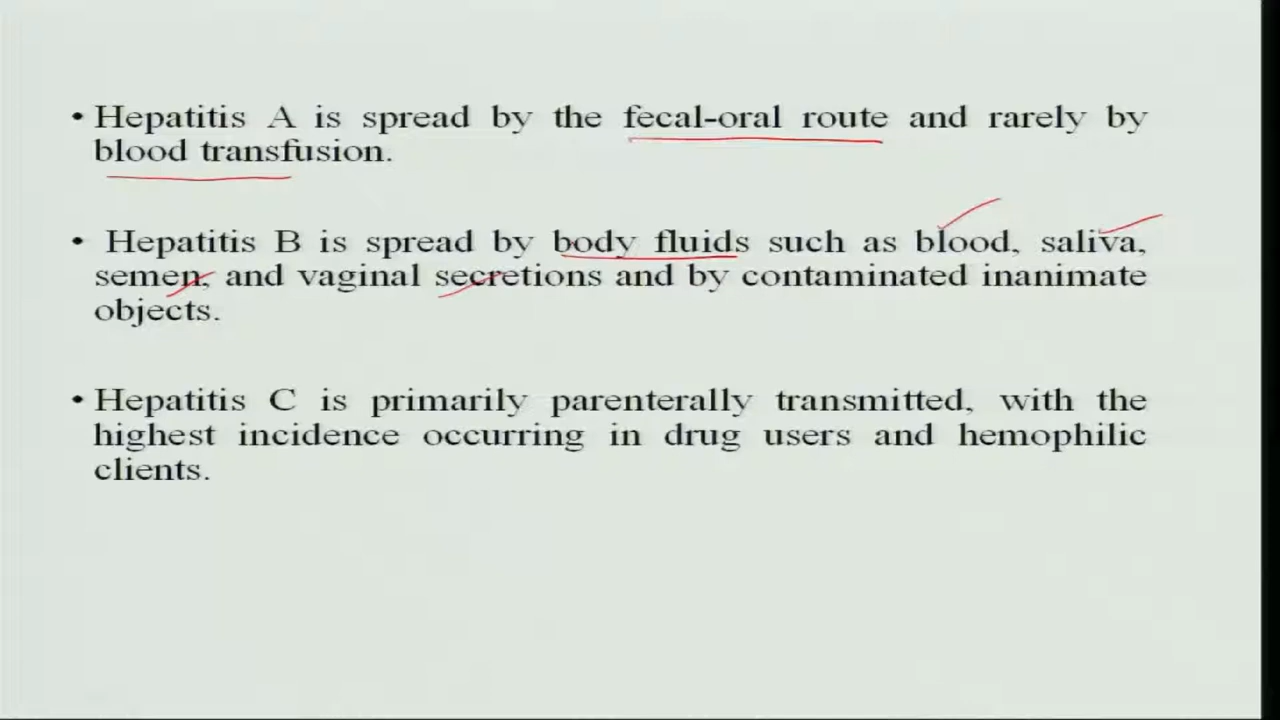 • Hepatitis A is spread by the fecal-oral route and rarely by
blood transfusion.
• Hepatitis B is spread by body fluids such as blood, saliva,
semen, and vaginal secretions and by contaminated inanimate
objects.
• Hepatitis C is primarily parenterally transmitted, with the
highest incidence occurring in drug users and hemophilic
clients.